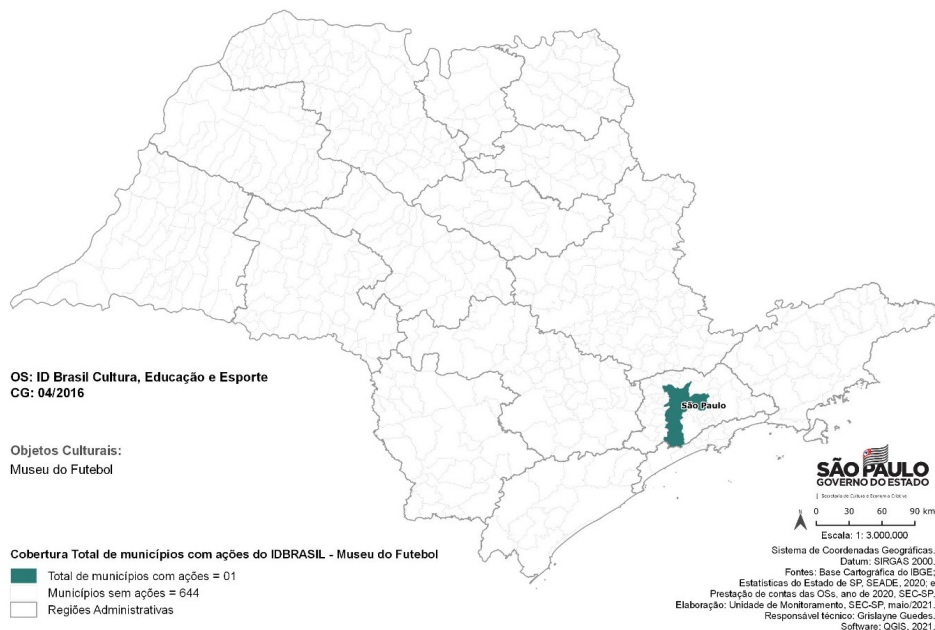 São Paulo
OS: ID Brasil Cultura, Educação e Esporte
CG: 04/2016
Objetos Culturais:
Museu do Futebol
Cobertura Total de municípios com ações do IDBRASIL - Museu do Futebol
Total de municípios com ações = 01
Municípios sem ações = 644
Regiões Administrativas
SÃO PAULO
GOVERNO DO ESTADO
Secretaria de Cultura e Economia Criativa
N
0 30 60 90 km
Escala: 1: 3.000.000
Sistema de Coordenadas Geográficas.
Datum: SIRGAS 2000.
Fontes: Base Cartográfica do IBGE;
Estatísticas do Estado de SP, SEADE, 2020; e
Prestação de contas das OSs, ano de 2020, SEC-SP.
Elaboração: Unidade de Monitoramento, SEC-SP, maio/2021.
Responsável técnico: Grislayne Guedes.
Software: QGIS, 2021.